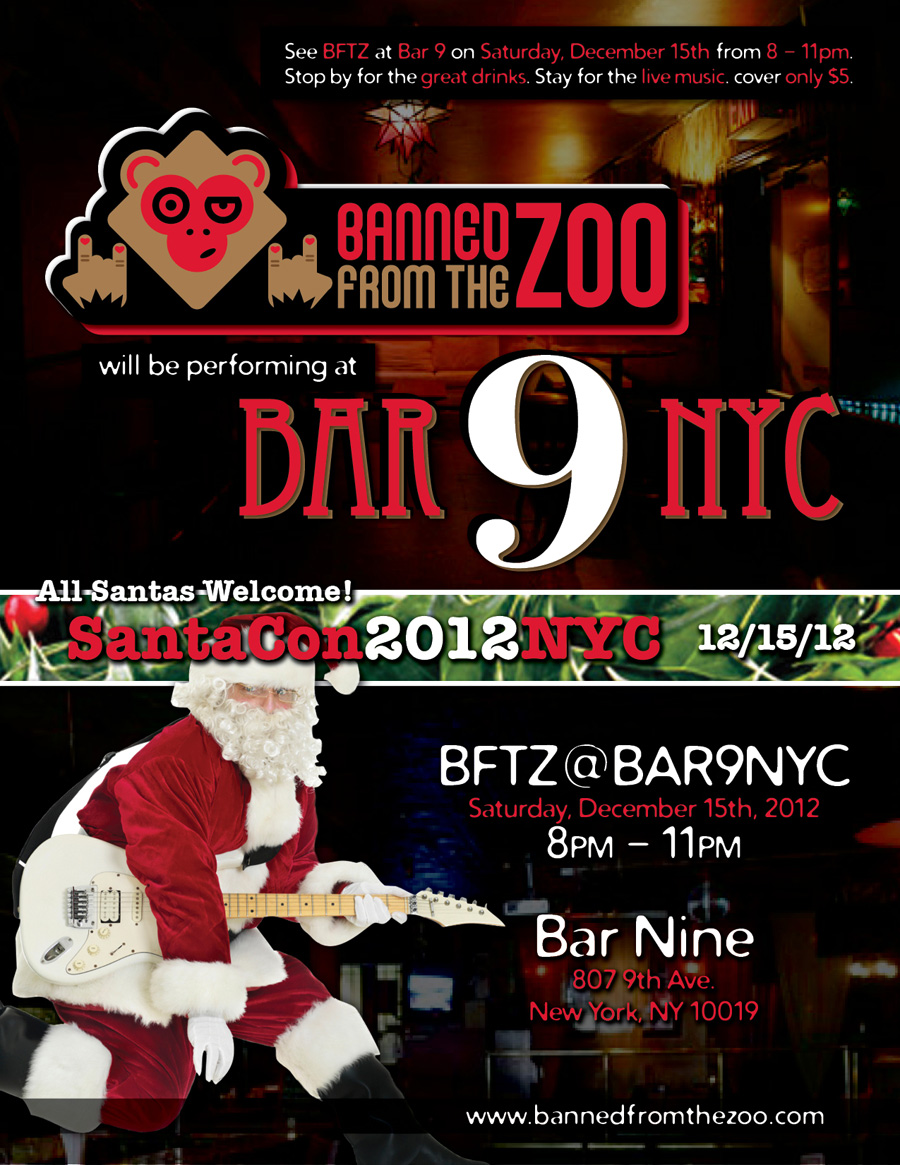 See BFTZ at Bar 9 on Saturday, December 15th from 8 – 11pm.
Stop by for the great drinks. Stay for the live music. cover only $5.
EXIT
BANNED
FROM THE ZOO
will be performing at
BAR 9 NYC
All Santas Welcome!
SantaCon2012NYC 12/15/12
BFTZ@BAR9NYC
Saturday, December 15th, 2012
8PM – 11PM
Bar Nine
807 9th Ave.
New York, NY 10019
www.bannedfromthezoo.com